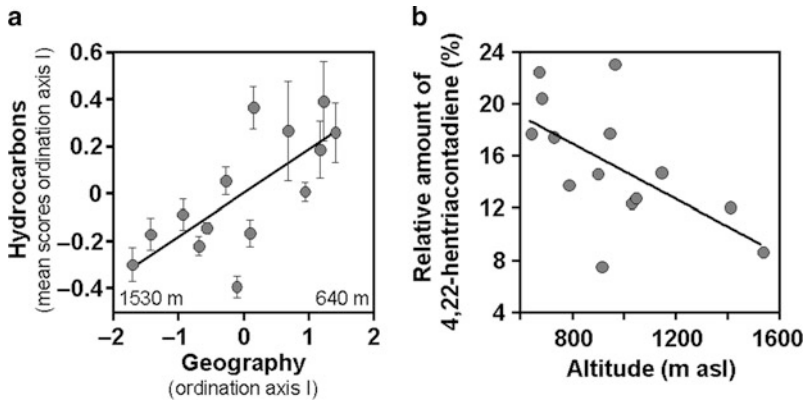 a
Hydrocarbons
(mean scores ordination axis I)
0.6
0.4
0.2
0
–0.2
–0.4
1530 m
640 m
–2
–1
0
1
2
Geography
(ordination axis I)
b
Relative amount of
4,22-hentriacontadiene (%)
24
20
16
12
8
4
800
1200
1600
Altitude (m asl)